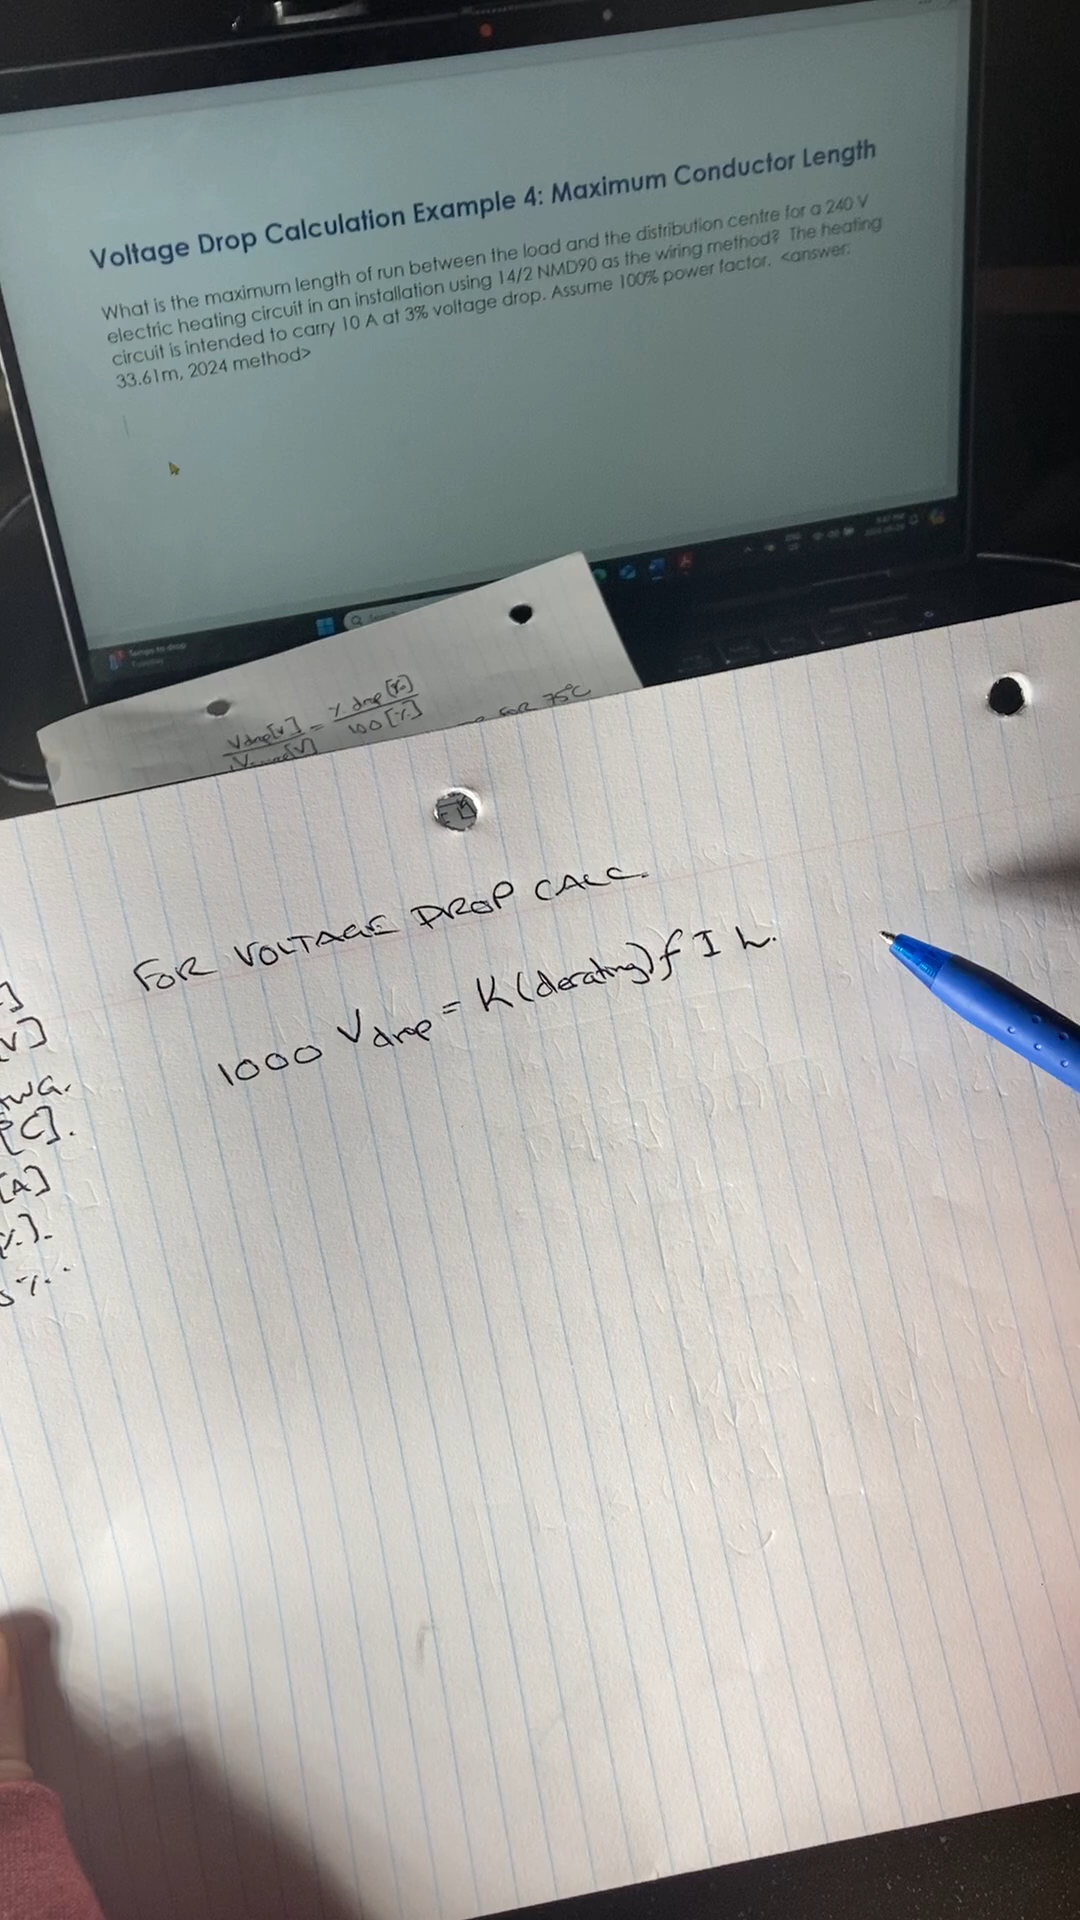 Voltage Drop Calculation Example 4: Maximum Conductor Length
What is the maximum length of run between the load and the distribution centre for a 240 V
electric heating circuit in an installation using 14/2 NMD90 as the wiring method? The heating
circuit is intended to carry 10 A at 3% voltage drop. Assume 100% power factor. <answer:
33.61m, 2024 method>
Vdrop[V] = % drop [%]
100 [%]
FOR 75°C
FOR VOLTAGE DROP CALC.
1000 Vdrop = K(derating) f I L.
V]
AWG.
[C].
[A]
%].
5%.